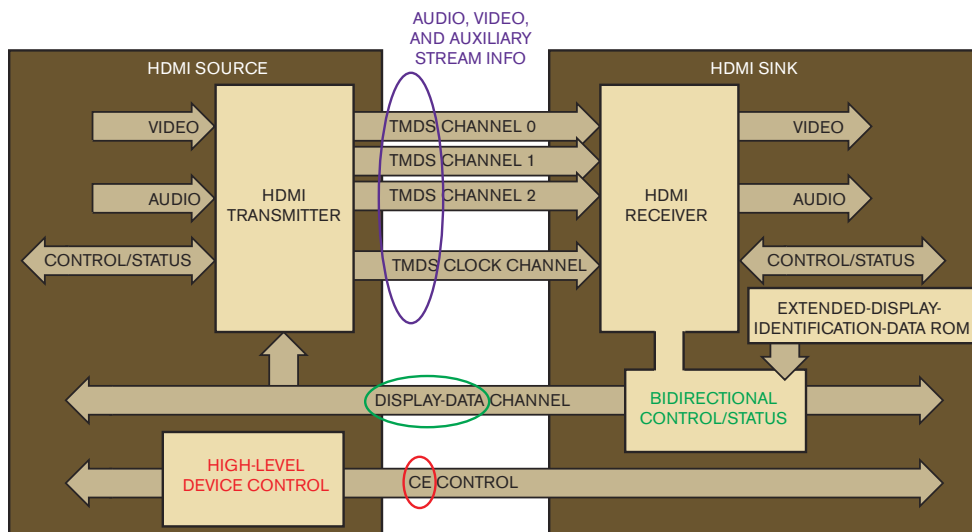 AUDIO, VIDEO,
AND AUXILIARY
STREAM INFO
HDMI SOURCE
HDMI SINK
VIDEO
AUDIO
CONTROL/STATUS
HDMI
TRANSMITTER
TMDS CHANNEL 0
TMDS CHANNEL 1
TMDS CHANNEL 2
TMDS CLOCK CHANNEL
HDMI
RECEIVER
VIDEO
AUDIO
CONTROL/STATUS
EXTENDED-DISPLAY-
IDENTIFICATION-DATA ROM
DISPLAY-DATA CHANNEL
BIDIRECTIONAL
CONTROL/STATUS
HIGH-LEVEL
DEVICE CONTROL
CE CONTROL